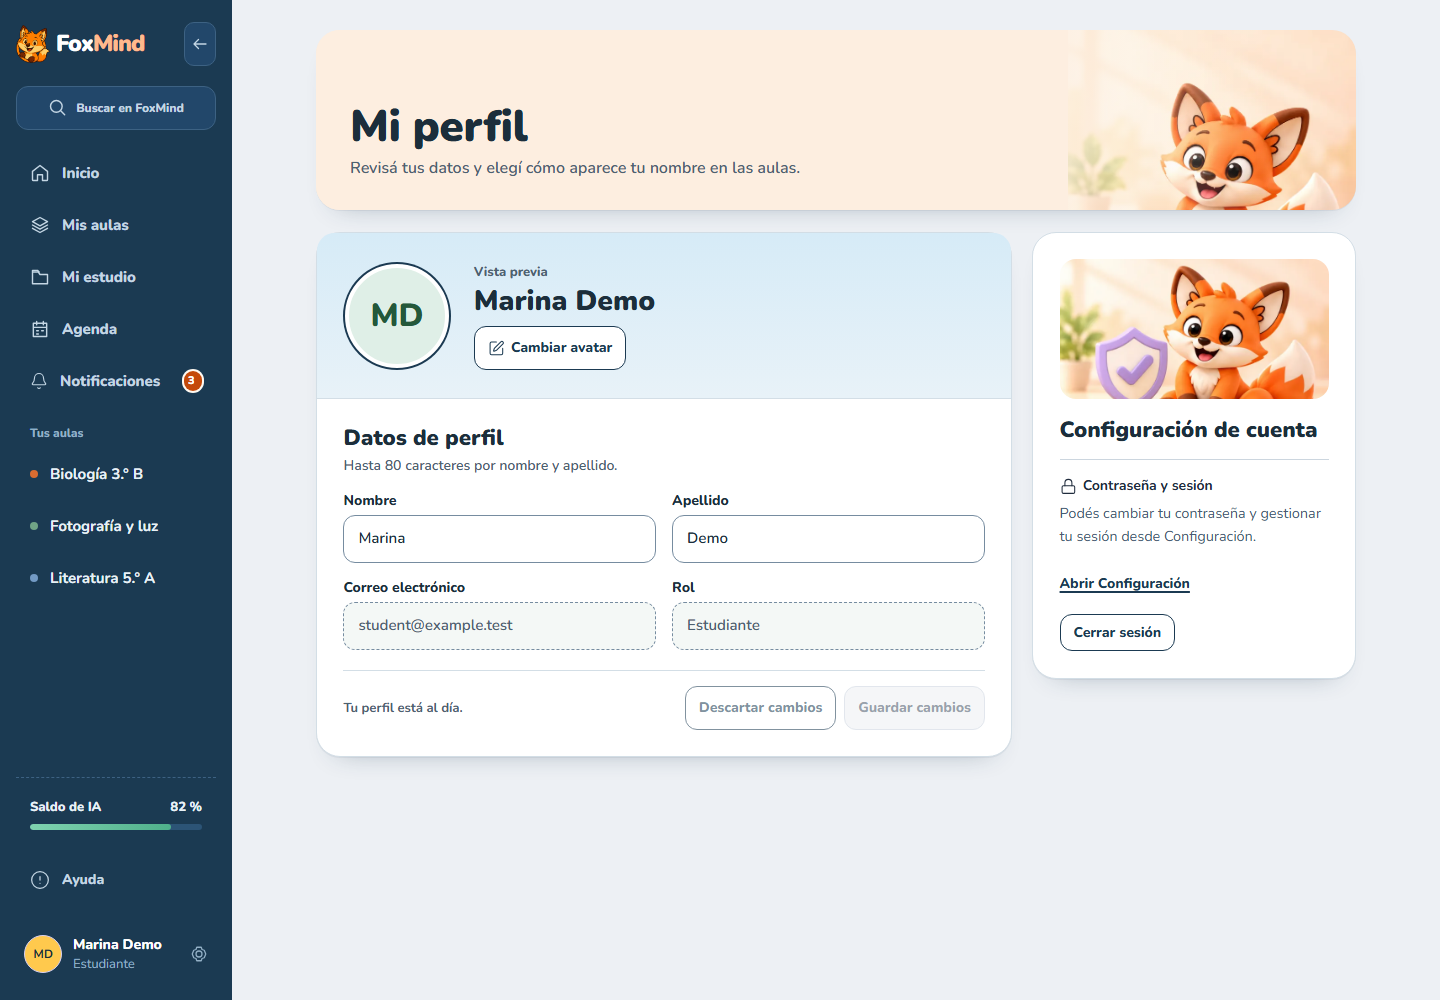 FoxMind
Buscar en FoxMind
Inicio
Mis aulas
Mi estudio
Agenda
Notificaciones 3
Tus aulas
Biología 3.° B
Fotografía y luz
Literatura 5.° A
Saldo de IA 82 %
Ayuda
MD
Marina Demo
Estudiante
Mi perfil
Revisá tus datos y elegí cómo aparece tu nombre en las aulas.
MD
Vista previa
Marina Demo
Cambiar avatar
Datos de perfil
Hasta 80 caracteres por nombre y apellido.
Nombre Apellido
Marina Demo
Correo electrónico Rol
student@example.test Estudiante
Tu perfil está al día. Descartar cambios Guardar cambios
Configuración de cuenta
Contraseña y sesión
Podés cambiar tu contraseña y gestionar
tu sesión desde Configuración.
Abrir Configuración
Cerrar sesión